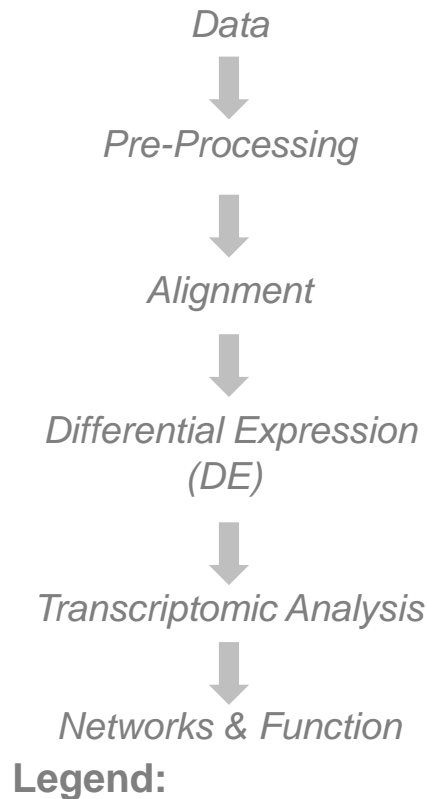 Data
Pre-Processing
Alignment
Differential Expression
(DE)
Transcriptomic Analysis
Networks & Function
Legend: